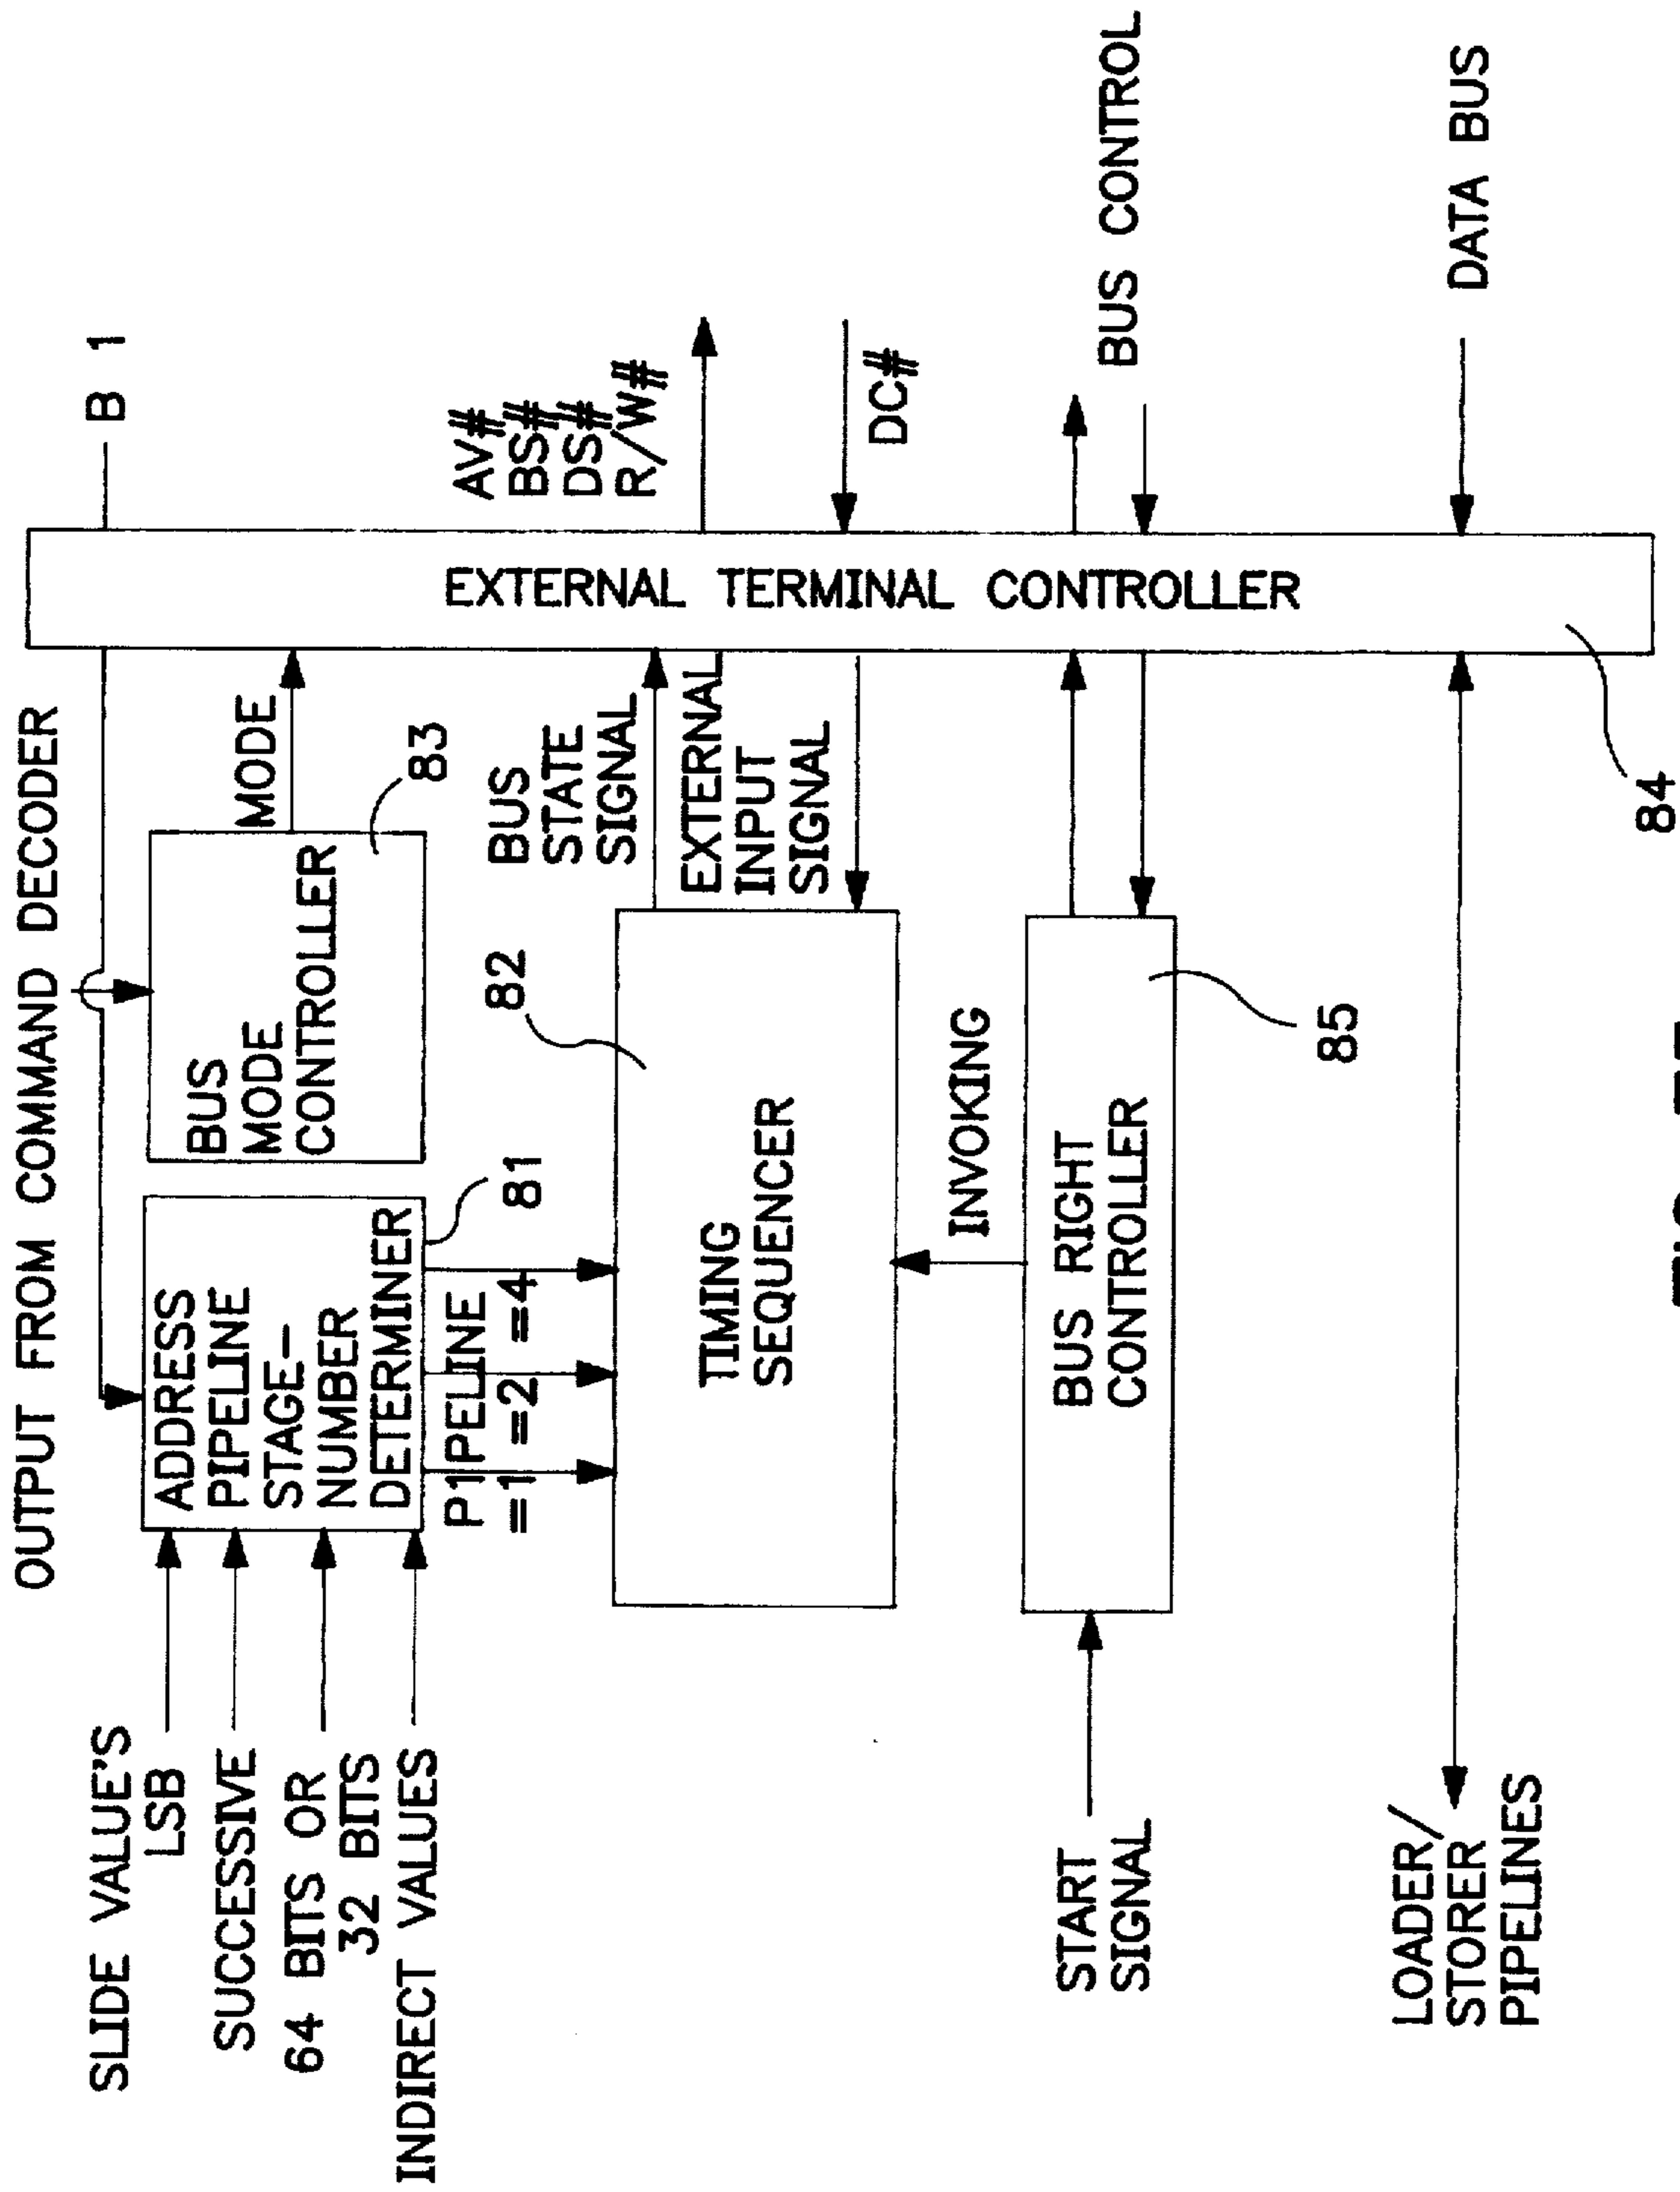 OUTPUT FROM COMMAND DECODER
B 1
SLIDE VALUE'S
LSB
SUCCESSIVE
64 BITS OR
32 BITS
INDIRECT VALUES
ADDRESS
PIPELINE
STAGE-
NUMBER
DETERMINER
81
BUS
MODE
CONTROLLER
83
MODE
P1PELINE
=1 =2 =4
82
TIMING
SEQUENCER
BUS
STATE
SIGNAL
EXTERNAL
INPUT
SIGNAL
EXTERNAL TERMINAL CONTROLLER
84
AV#
BS#
DS#
R/W#
DC#
INVOKING
START
SIGNAL
BUS RIGHT
CONTROLLER
85
BUS CONTROL
LOADER/
STORER
PIPELINES
DATA BUS